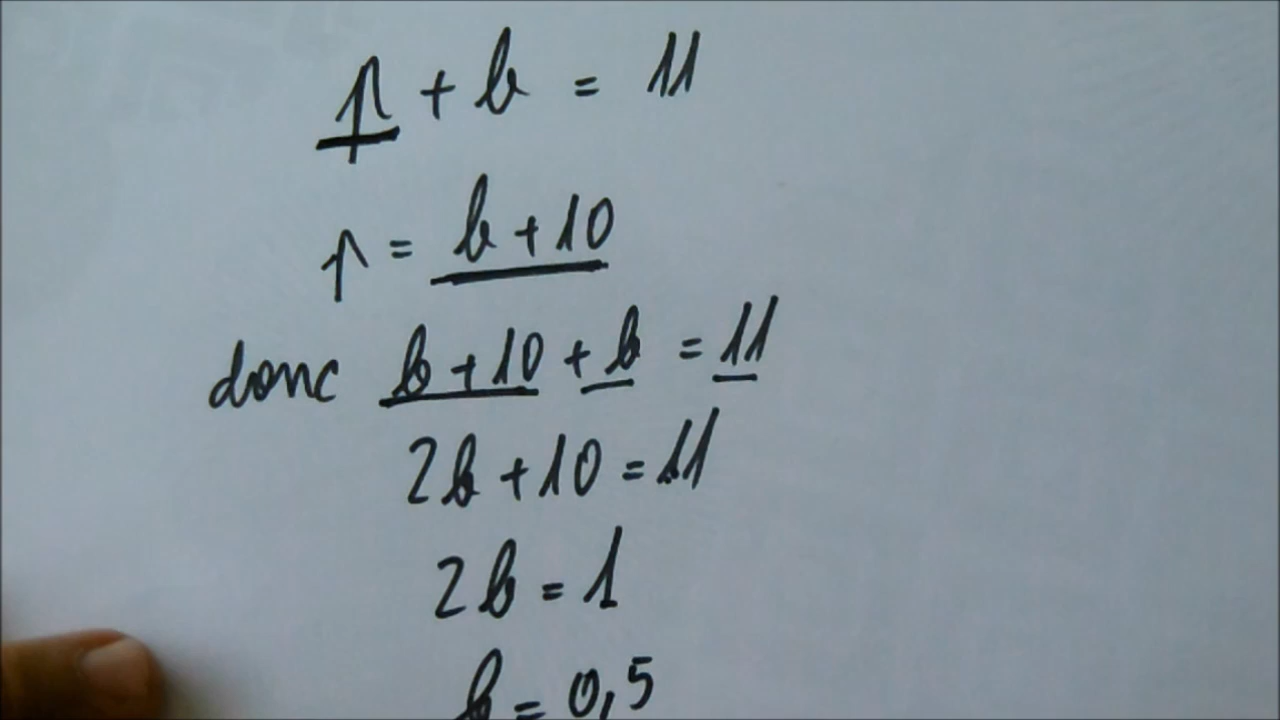 p + b = 11
p = b + 10
donc b + 10 + b = 11
2b + 10 = 11
2b = 1
b = 0,5